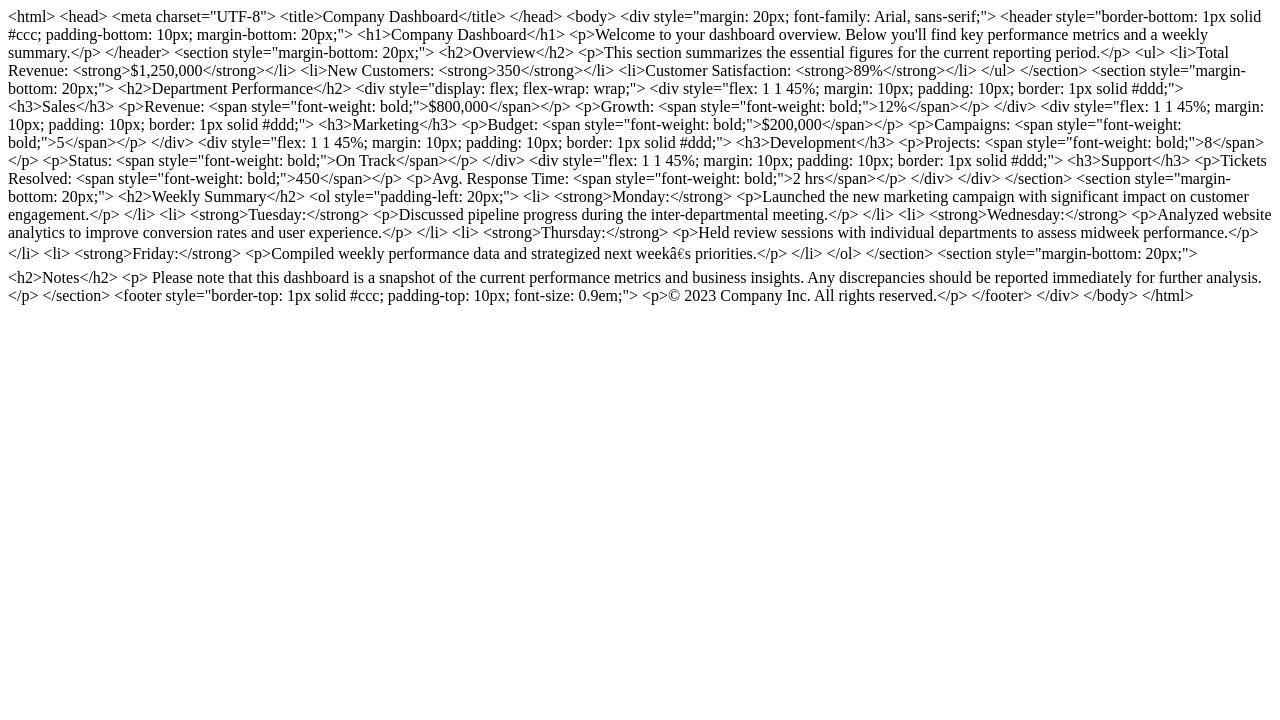 <html> <head> <meta charset="UTF-8"> <title>Company Dashboard</title> </head> <body> <div style="margin: 20px; font-family: Arial, sans-serif;"> <header style="border-bottom: 1px solid
#ccc; padding-bottom: 10px; margin-bottom: 20px;"> <h1>Company Dashboard</h1> <p>Welcome to your dashboard overview. Below you'll find key performance metrics and a weekly
summary.</p> </header> <section style="margin-bottom: 20px;"> <h2>Overview</h2> <p>This section summarizes the essential figures for the current reporting period.</p> <ul> <li>Total
Revenue: <strong>$1,250,000</strong></li> <li>New Customers: <strong>350</strong></li> <li>Customer Satisfaction: <strong>89%</strong></li> </ul> </section> <section style="margin-
bottom: 20px;"> <h2>Department Performance</h2> <div style="display: flex; flex-wrap: wrap;"> <div style="flex: 1 1 45%; margin: 10px; padding: 10px; border: 1px solid #ddd;">
<h3>Sales</h3> <p>Revenue: <span style="font-weight: bold;">$800,000</span></p> <p>Growth: <span style="font-weight: bold;">12%</span></p> </div> <div style="flex: 1 1 45%; margin:
10px; padding: 10px; border: 1px solid #ddd;"> <h3>Marketing</h3> <p>Budget: <span style="font-weight: bold;">$200,000</span></p> <p>Campaigns: <span style="font-weight:
bold;">5</span></p> </div> <div style="flex: 1 1 45%; margin: 10px; padding: 10px; border: 1px solid #ddd;"> <h3>Development</h3> <p>Projects: <span style="font-weight: bold;">8</span>
</p> <p>Status: <span style="font-weight: bold;">On Track</span></p> </div> <div style="flex: 1 1 45%; margin: 10px; padding: 10px; border: 1px solid #ddd;"> <h3>Support</h3> <p>Tickets
Resolved: <span style="font-weight: bold;">450</span></p> <p>Avg. Response Time: <span style="font-weight: bold;">2 hrs</span></p> </div> </div> </section> <section style="margin-
bottom: 20px;"> <h2>Weekly Summary</h2> <ol style="padding-left: 20px;"> <li> <strong>Monday:</strong> <p>Launched the new marketing campaign with significant impact on customer
engagement.</p> </li> <li> <strong>Tuesday:</strong> <p>Discussed pipeline progress during the inter-departmental meeting.</p> </li> <li> <strong>Wednesday:</strong> <p>Analyzed website
analytics to improve conversion rates and user experience.</p> </li> <li> <strong>Thursday:</strong> <p>Held review sessions with individual departments to assess midweek performance.</p>
</li> <li> <strong>Friday:</strong> <p>Compiled weekly performance data and strategized next weekâ€s priorities.</p> </li> </ol> </section> <section style="margin-bottom: 20px;">
<h2>Notes</h2> <p> Please note that this dashboard is a snapshot of the current performance metrics and business insights. Any discrepancies should be reported immediately for further analysis.
</p> </section> <footer style="border-top: 1px solid #ccc; padding-top: 10px; font-size: 0.9em;"> <p>© 2023 Company Inc. All rights reserved.</p> </footer> </div> </body> </html>